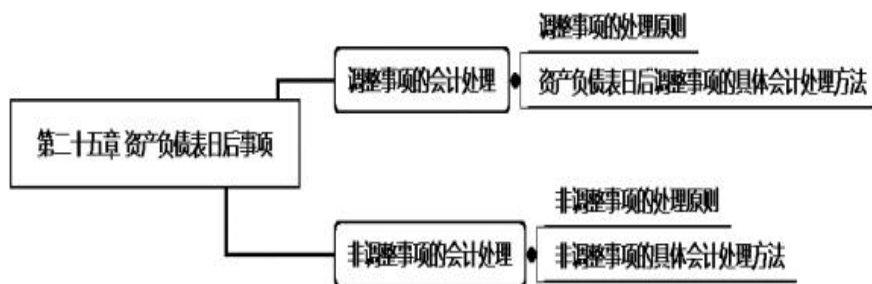 第二十五章 资产负债表日后事项
调整事项的会计处理
调整事项的处理原则
资产负债表日后调整事项的具体会计处理方法
非调整事项的会计处理
非调整事项的处理原则
非调整事项的具体会计处理方法